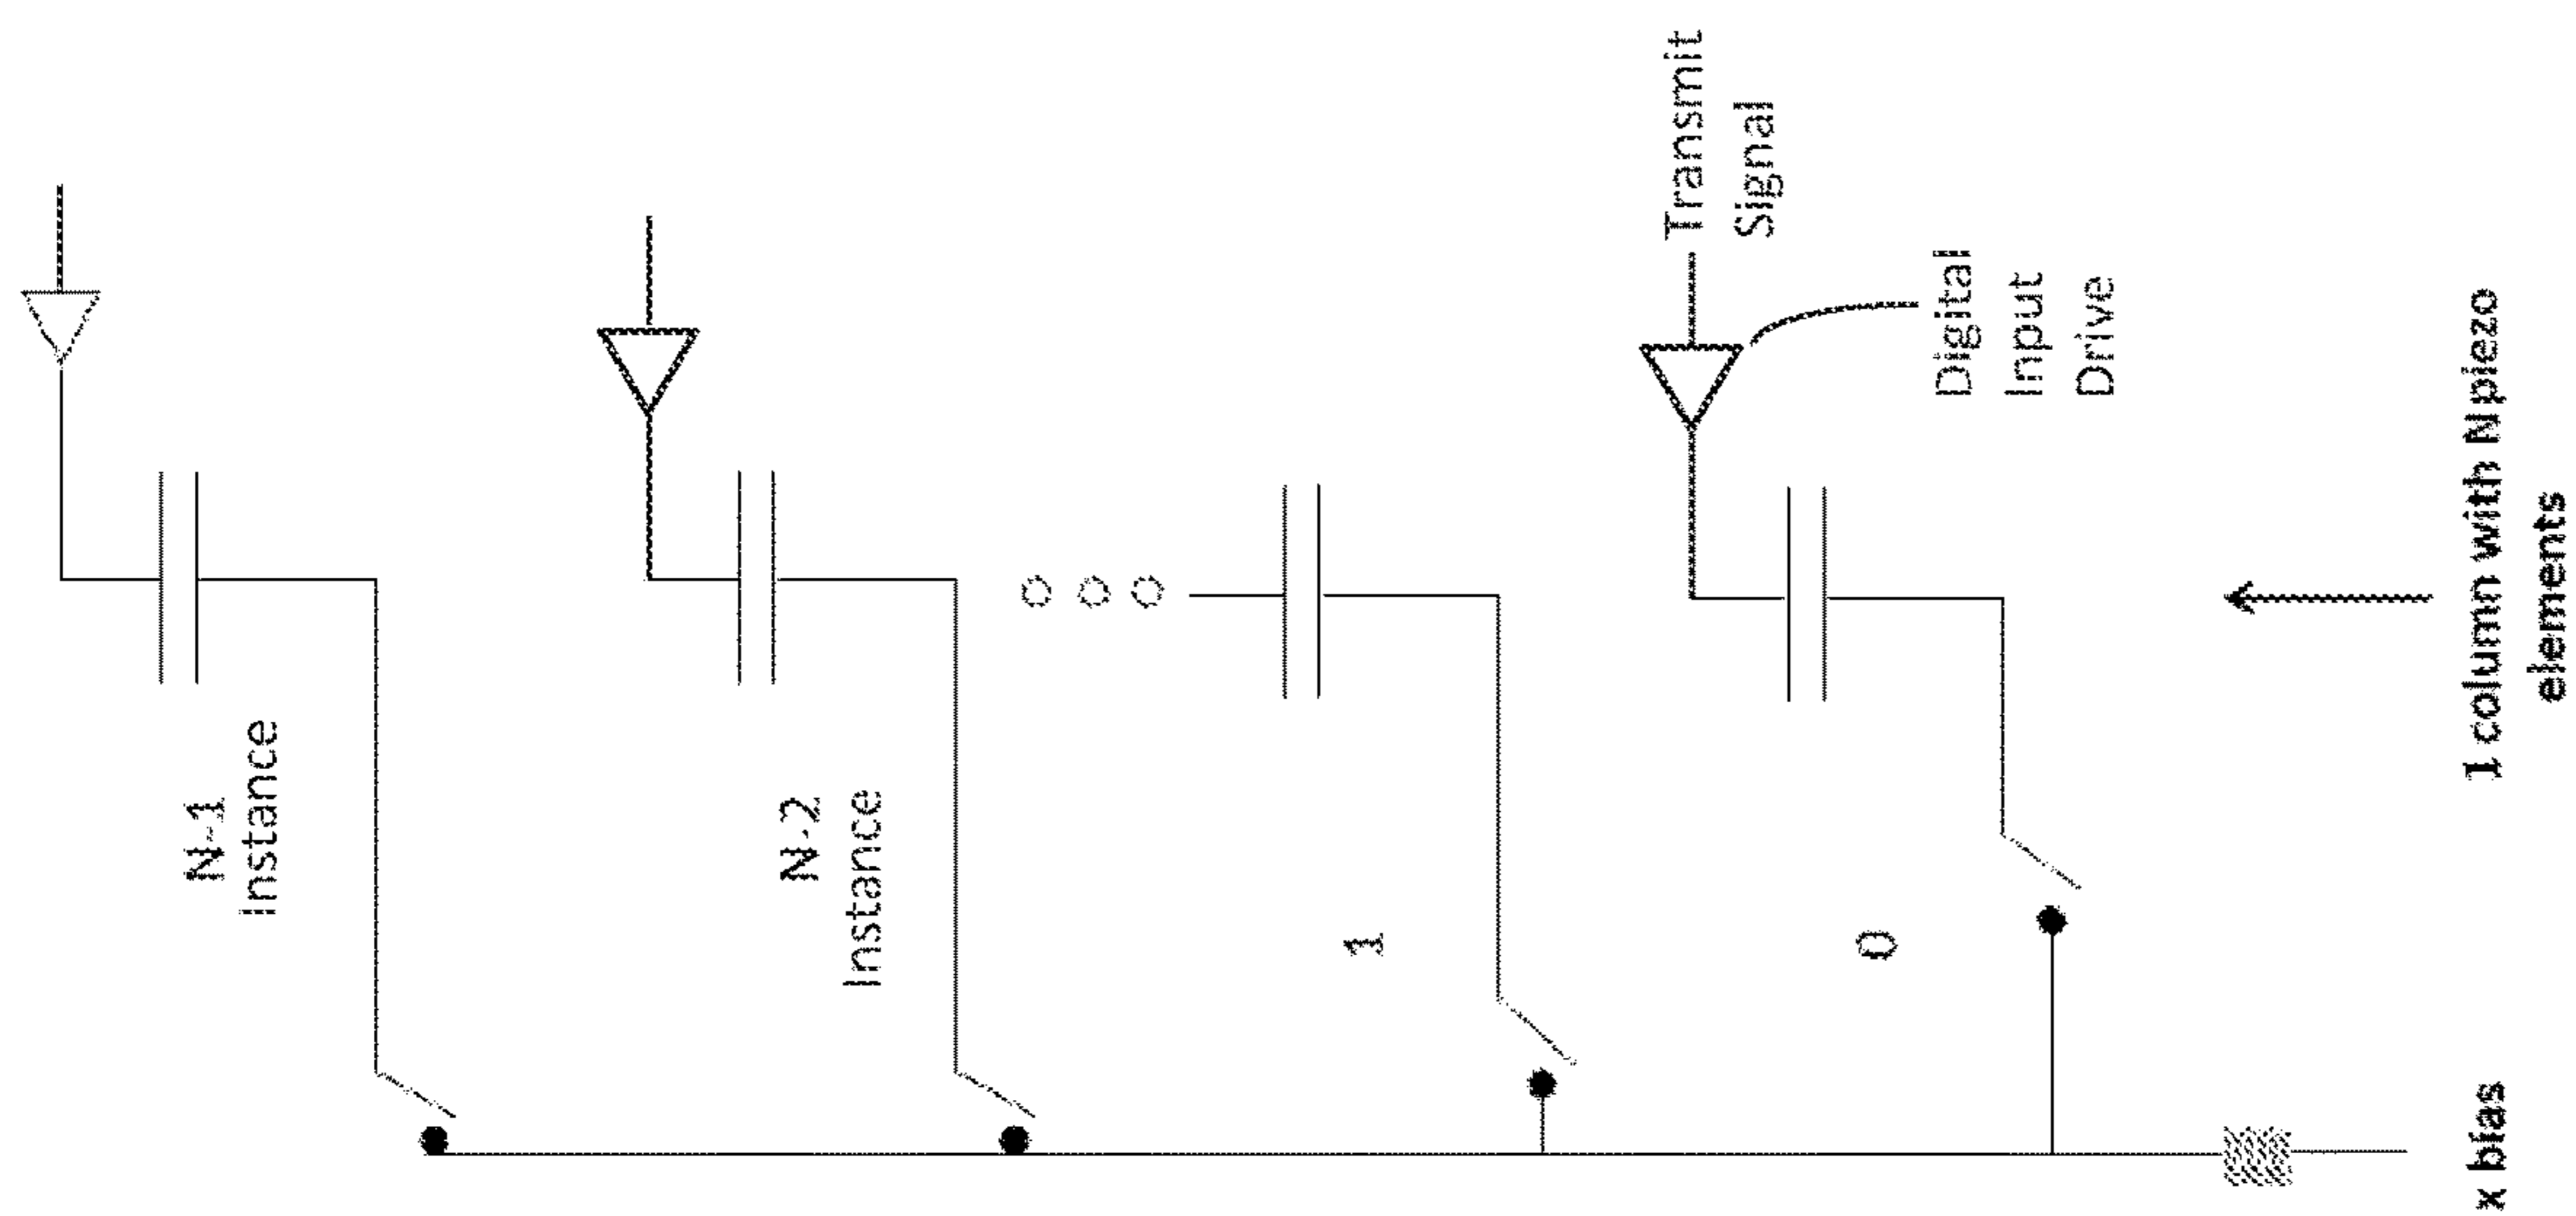 N-1
Instance
N-2
Instance
1
0
Transmit
Signal
Digital
Input
Drive
1 column with N piezo
elements
x bias